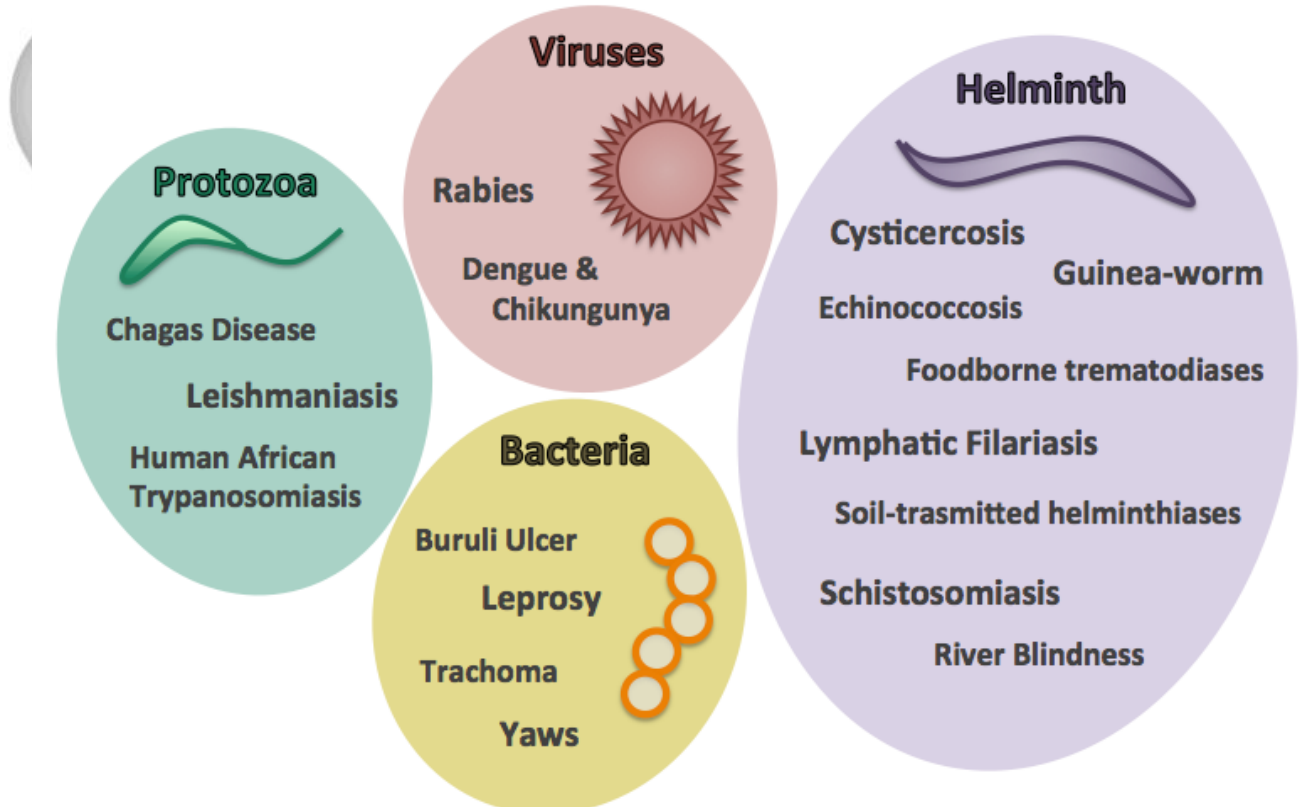 Viruses
Rabies
Dengue &
Chikungunya
Helminth
Cysticercosis
Guinea-worm
Echinococcosis
Foodborne trematodiases
Lymphatic Filariasis
Soil-trasmitted helminthiases
Schistosomiasis
River Blindness
Protozoa
Chagas Disease
Leishmaniasis
Human African
Trypanosomiasis
Bacteria
Buruli Ulcer
Leprosy
Trachoma
Yaws